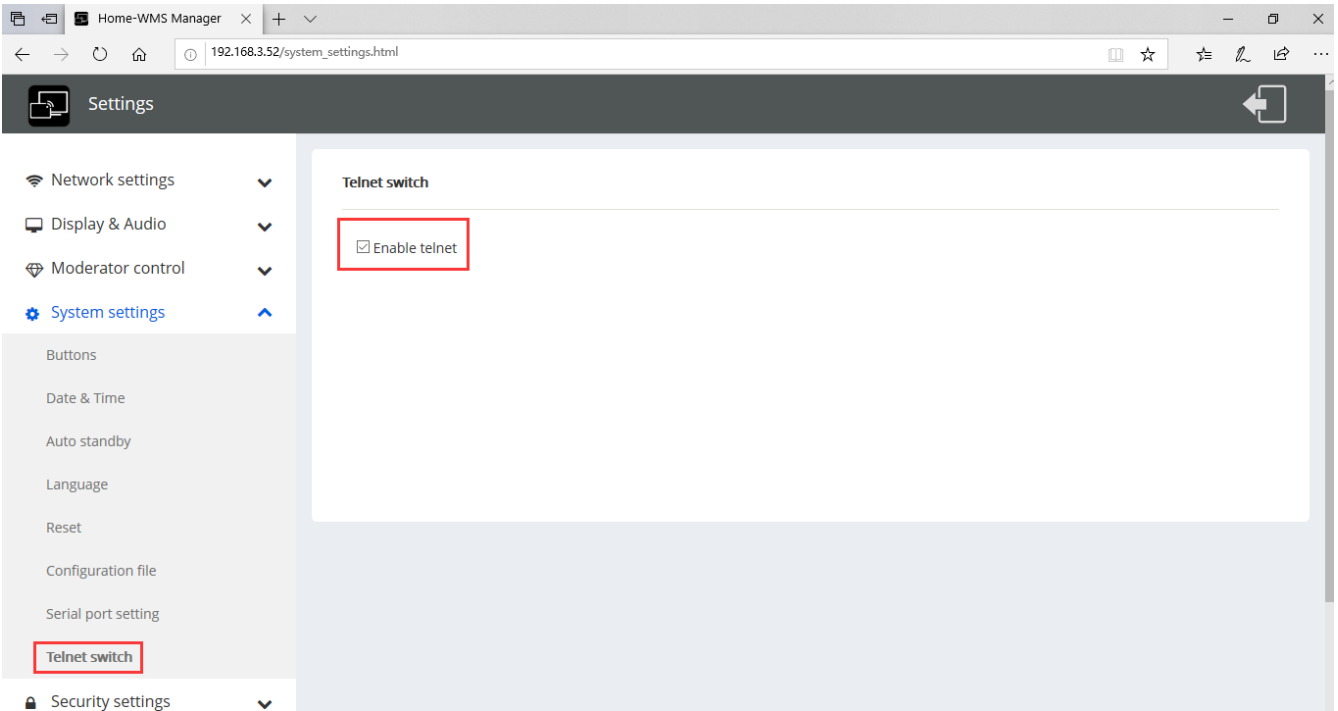 Home-WMS Manager
192.168.3.52/system_settings.html
Settings
Network settings
Display & Audio
Moderator control
System settings
Buttons
Date & Time
Auto standby
Language
Reset
Configuration file
Serial port setting
Telnet switch
Security settings
Telnet switch
Enable telnet